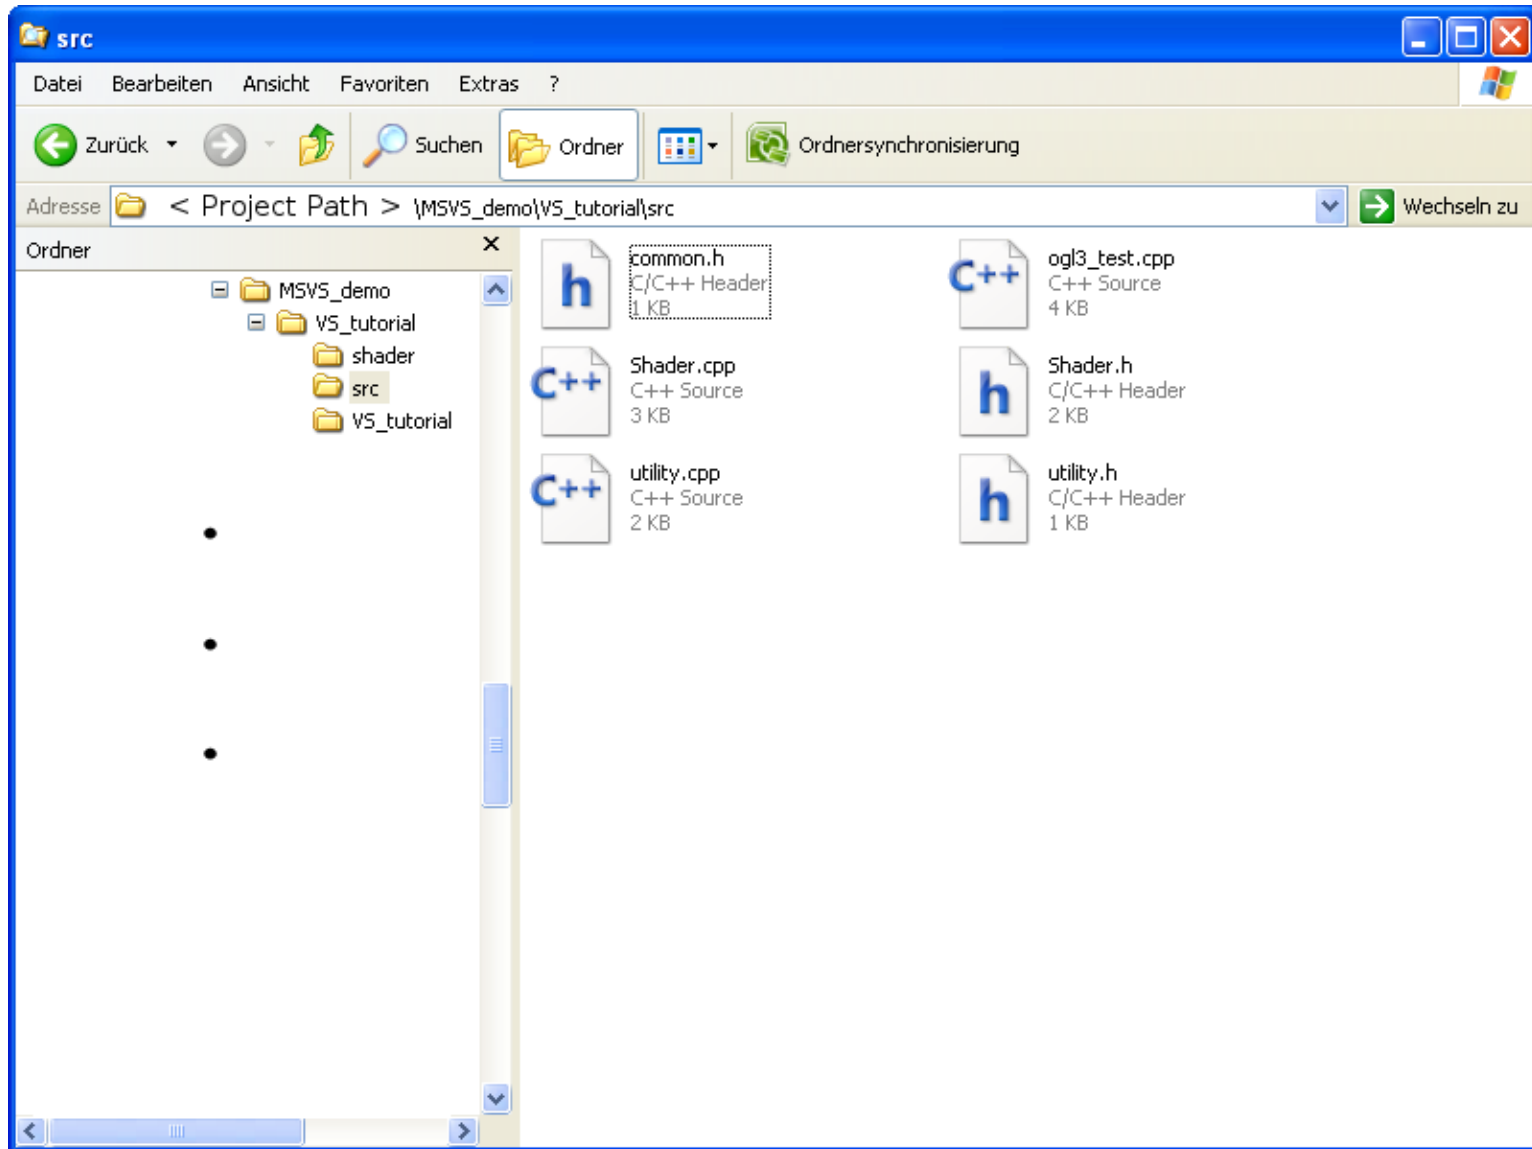 src
Datei Bearbeiten Ansicht Favoriten Extras ?
Zurück Suchen Ordner Ordnersynchronisierung
Adresse < Project Path > \MSVS_demo\VS_tutorial\src Wechseln zu
Ordner
MSVS_demo
VS_tutorial
shader
src
VS_tutorial
h
common.h
C/C++ Header
1 KB
C++
ogl3_test.cpp
C++ Source
4 KB
C++
Shader.cpp
C++ Source
3 KB
h
Shader.h
C/C++ Header
2 KB
C++
utility.cpp
C++ Source
2 KB
h
utility.h
C/C++ Header
1 KB